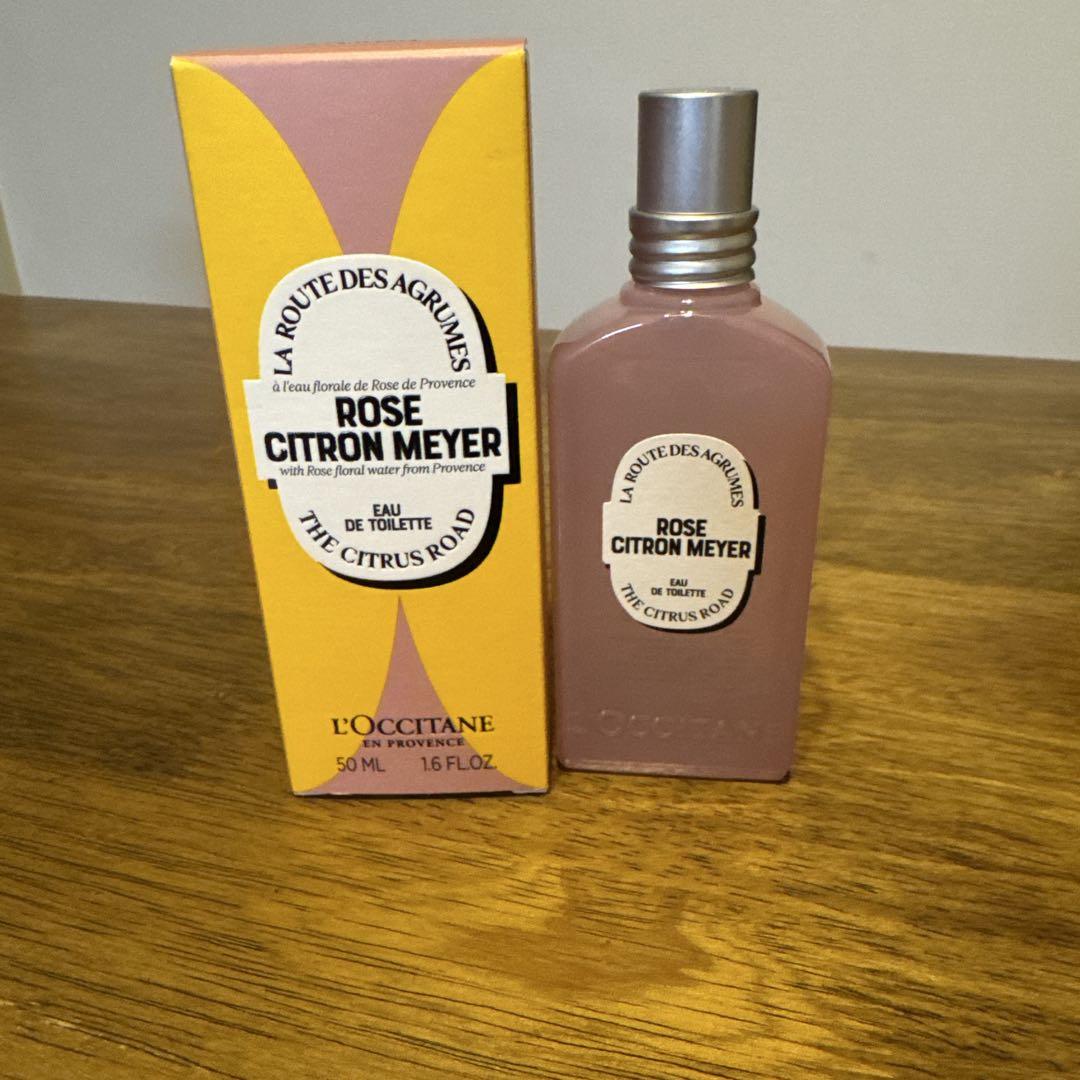 LA ROUTE DES AGRUMES
à l'eau florale de Rose de Provence
ROSE
CITRON MEYER
with Rose floral water from Provence
EAU
DE TOILETTE
THE CITRUS ROAD
L'OCCITANE
EN PROVENCE
50 ML 1.6 FL.OZ.
LA ROUTE DES AGRUMES
ROSE
CITRON MEYER
EAU
DE TOILETTE
THE CITRUS ROAD
L'OCCITANE